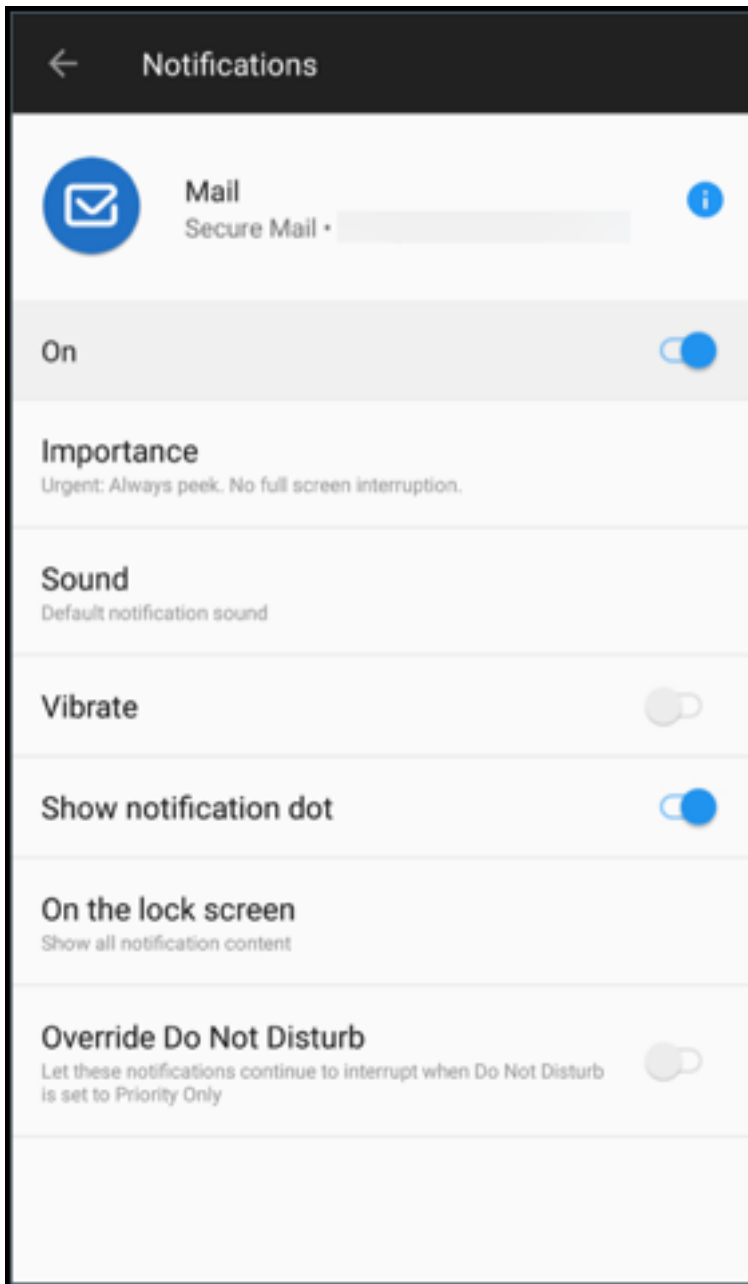 Notifications
Mail
Secure Mail •
On
Importance
Urgent: Always peek. No full screen interruption.
Sound
Default notification sound
Vibrate
Show notification dot
On the lock screen
Show all notification content
Override Do Not Disturb
Let these notifications continue to interrupt when Do Not Disturb
is set to Priority Only